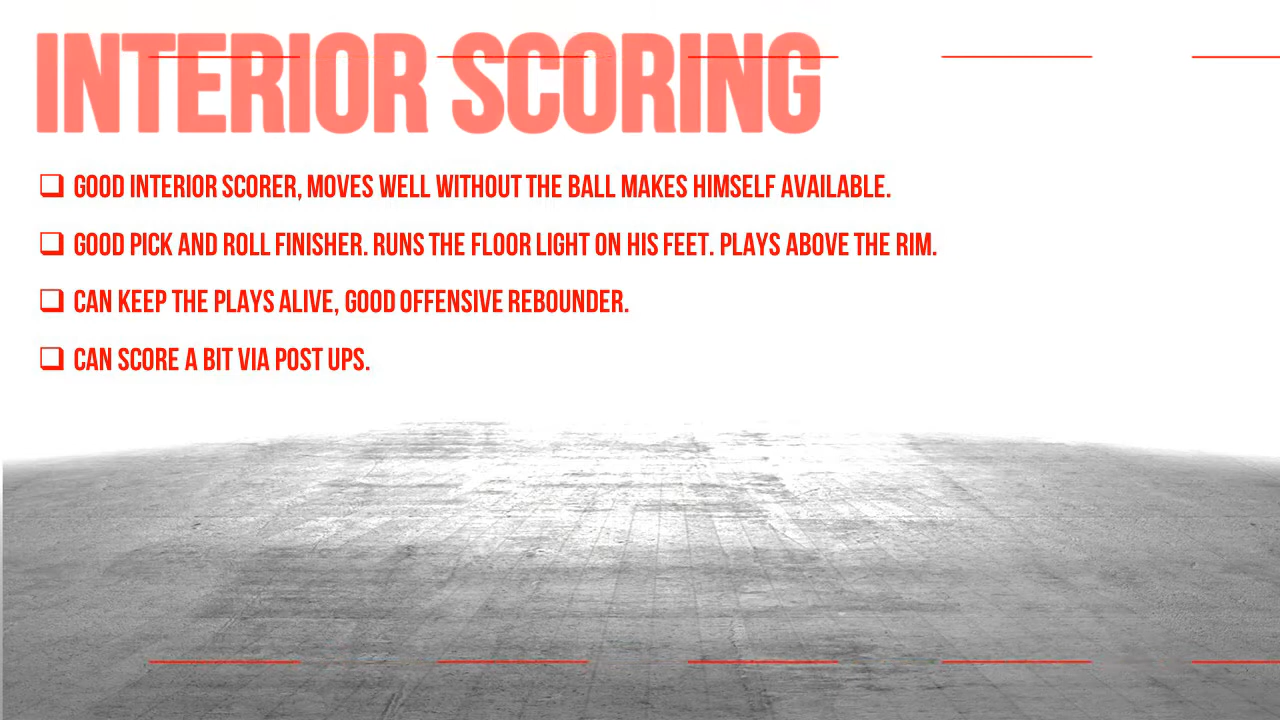 INTERIOR SCORING
❑ GOOD INTERIOR SCORER, MOVES WELL WITHOUT THE BALL MAKES HIMSELF AVAILABLE.
❑ GOOD PICK AND ROLL FINISHER. RUNS THE FLOOR LIGHT ON HIS FEET. PLAYS ABOVE THE RIM.
❑ CAN KEEP THE PLAYS ALIVE, GOOD OFFENSIVE REBOUNDER.
❑ CAN SCORE A BIT VIA POST UPS.